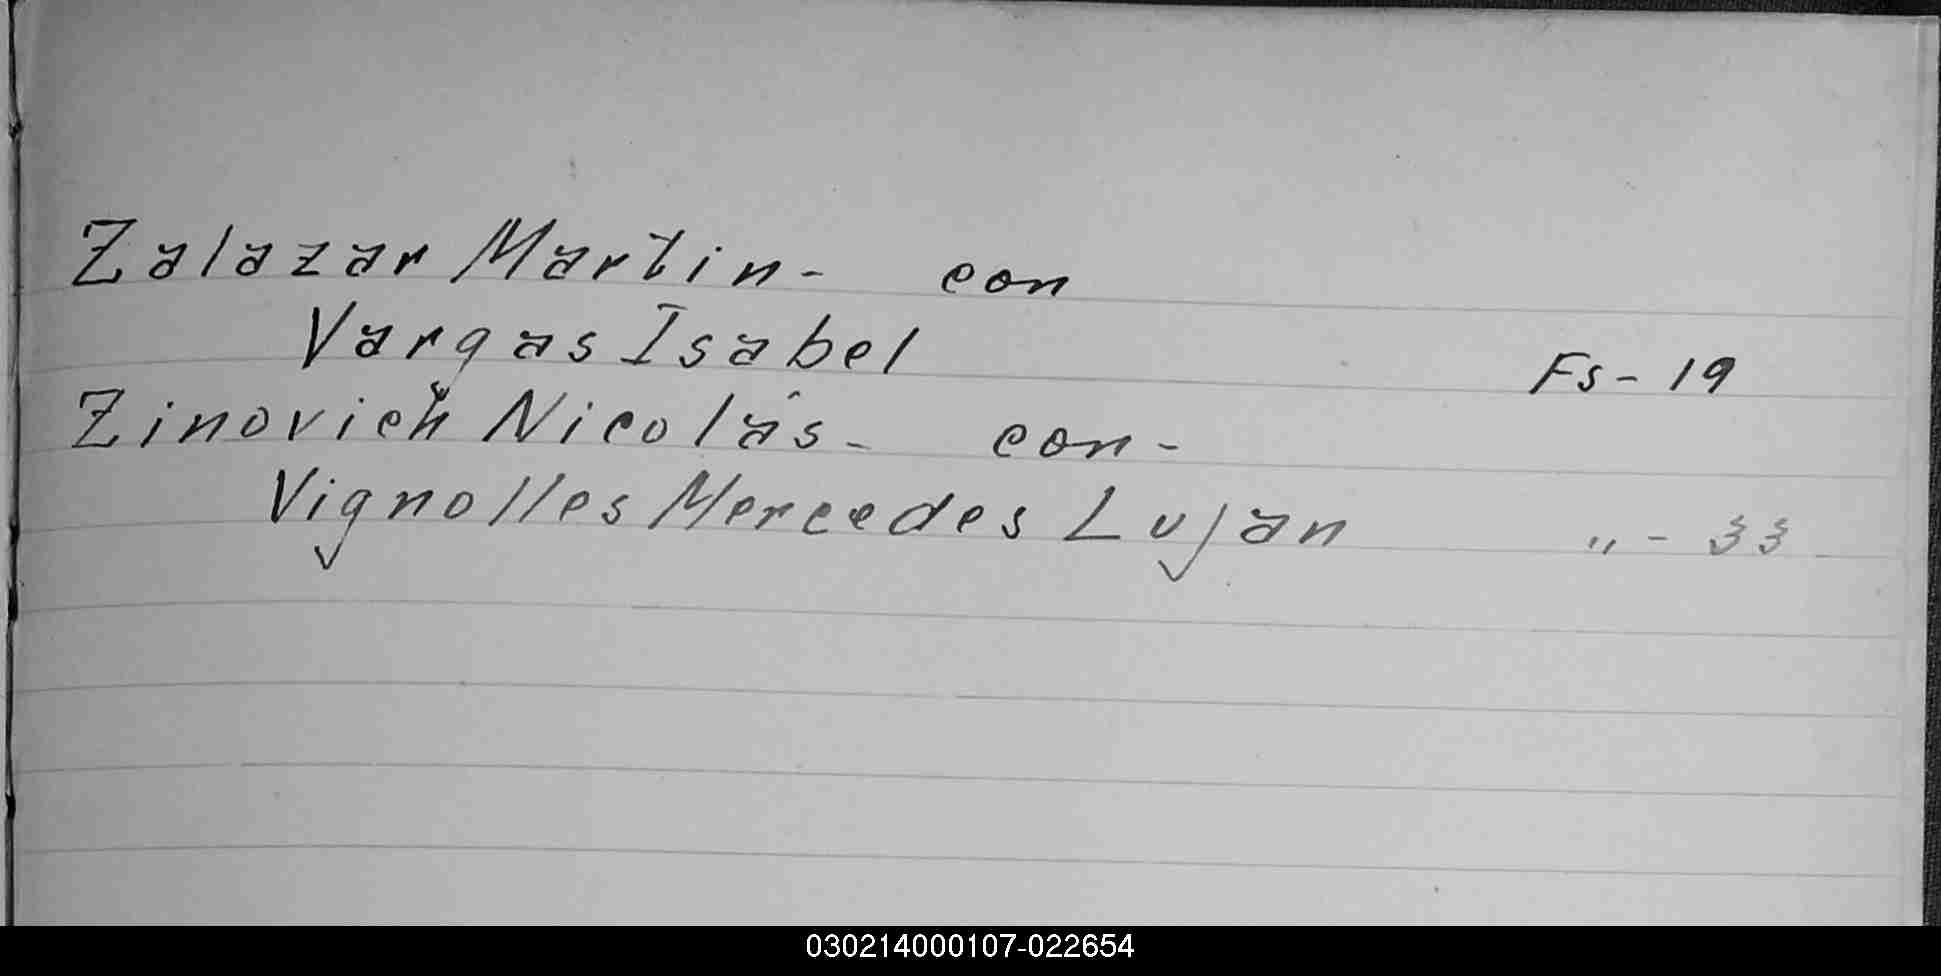 Zalazar Martin- con
Vargas Isabel Fs- 19
Zinovich Nicolás- con-
Vignolles Mercedes Lujan „- 33
030214000107-022654